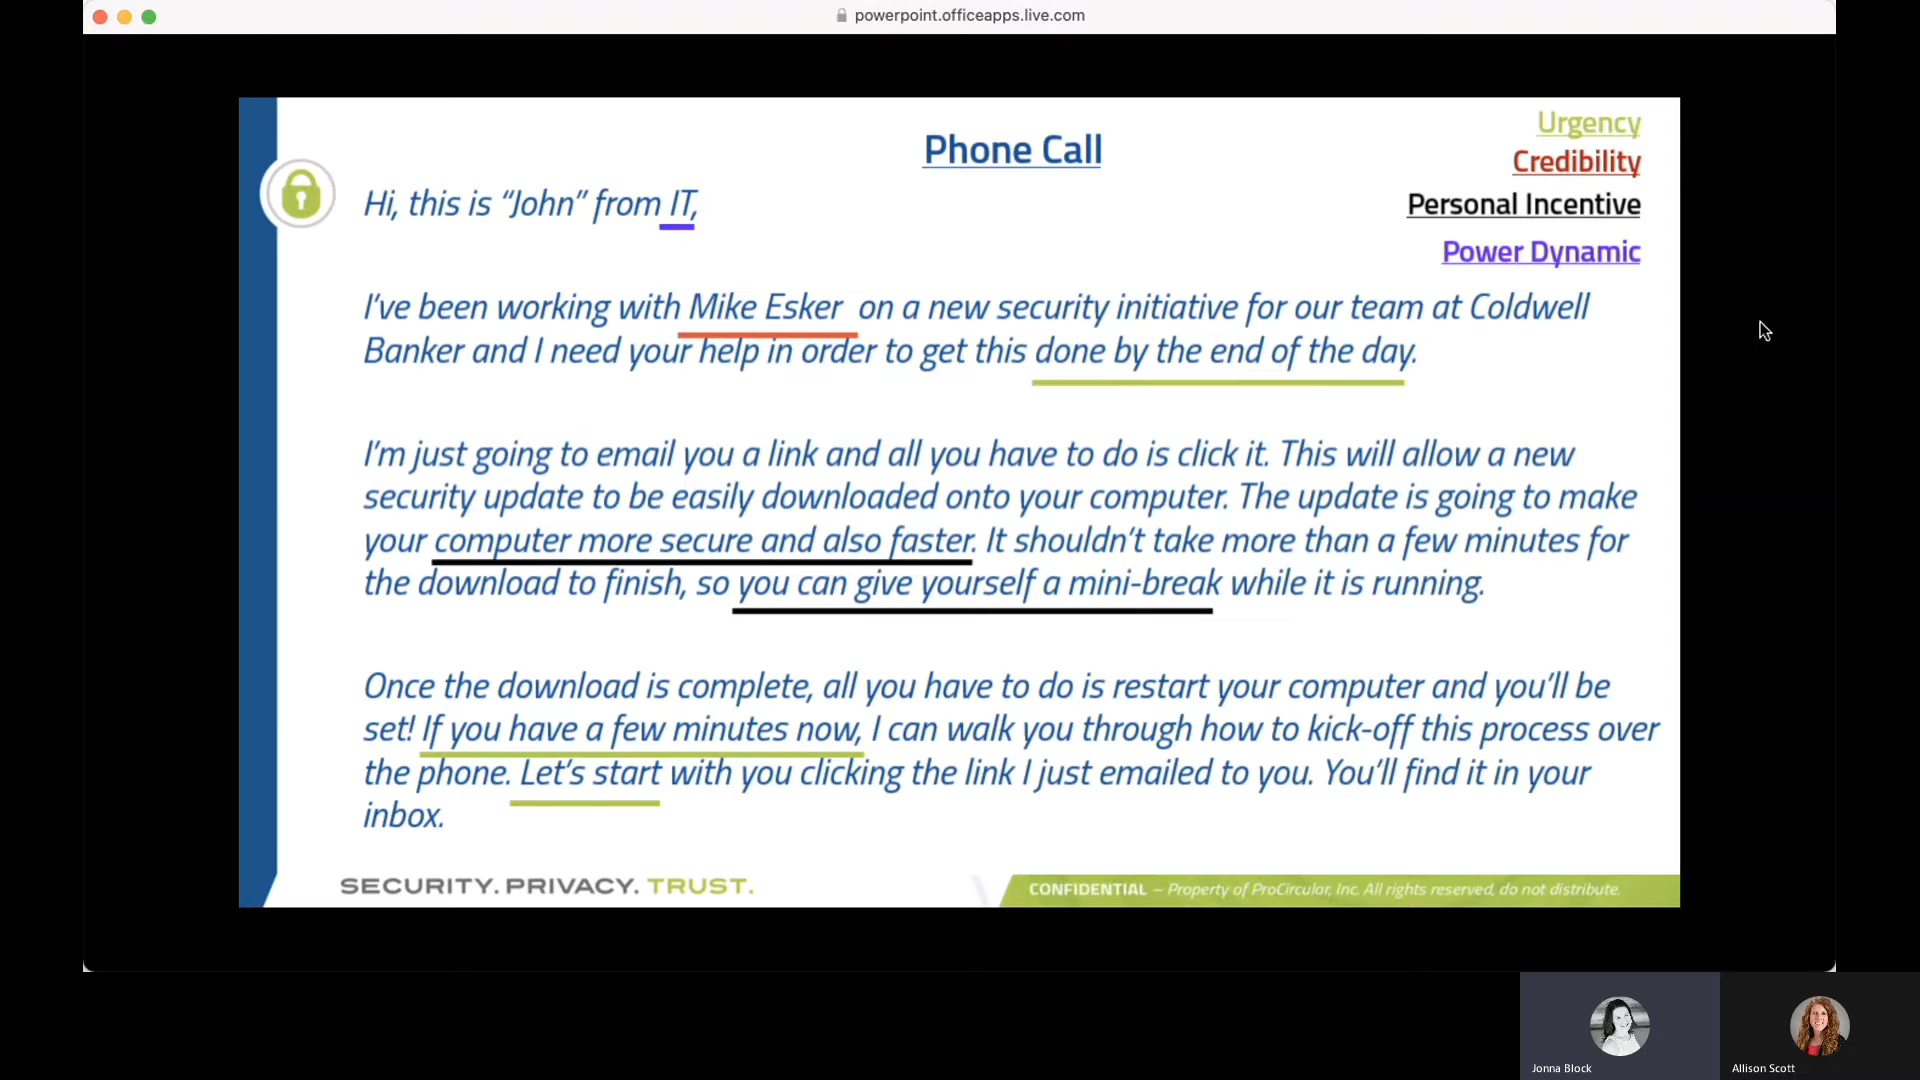 powerpoint.officeapps.live.com
Phone Call
Urgency
Credibility
Personal Incentive
Power Dynamic
Hi, this is “John” from IT,
I’ve been working with Mike Esker on a new security initiative for our team at Coldwell
Banker and I need your help in order to get this done by the end of the day.
I’m just going to email you a link and all you have to do is click it. This will allow a new
security update to be easily downloaded onto your computer. The update is going to make
your computer more secure and also faster. It shouldn’t take more than a few minutes for
the download to finish, so you can give yourself a mini-break while it is running.
Once the download is complete, all you have to do is restart your computer and you’ll be
set! If you have a few minutes now, I can walk you through how to kick-off this process over
the phone. Let’s start with you clicking the link I just emailed to you. You’ll find it in your
inbox.
SECURITY. PRIVACY. TRUST.
CONFIDENTIAL – Property of ProCircular, Inc. All rights reserved, do not distribute.
Jonna Block
Allison Scott